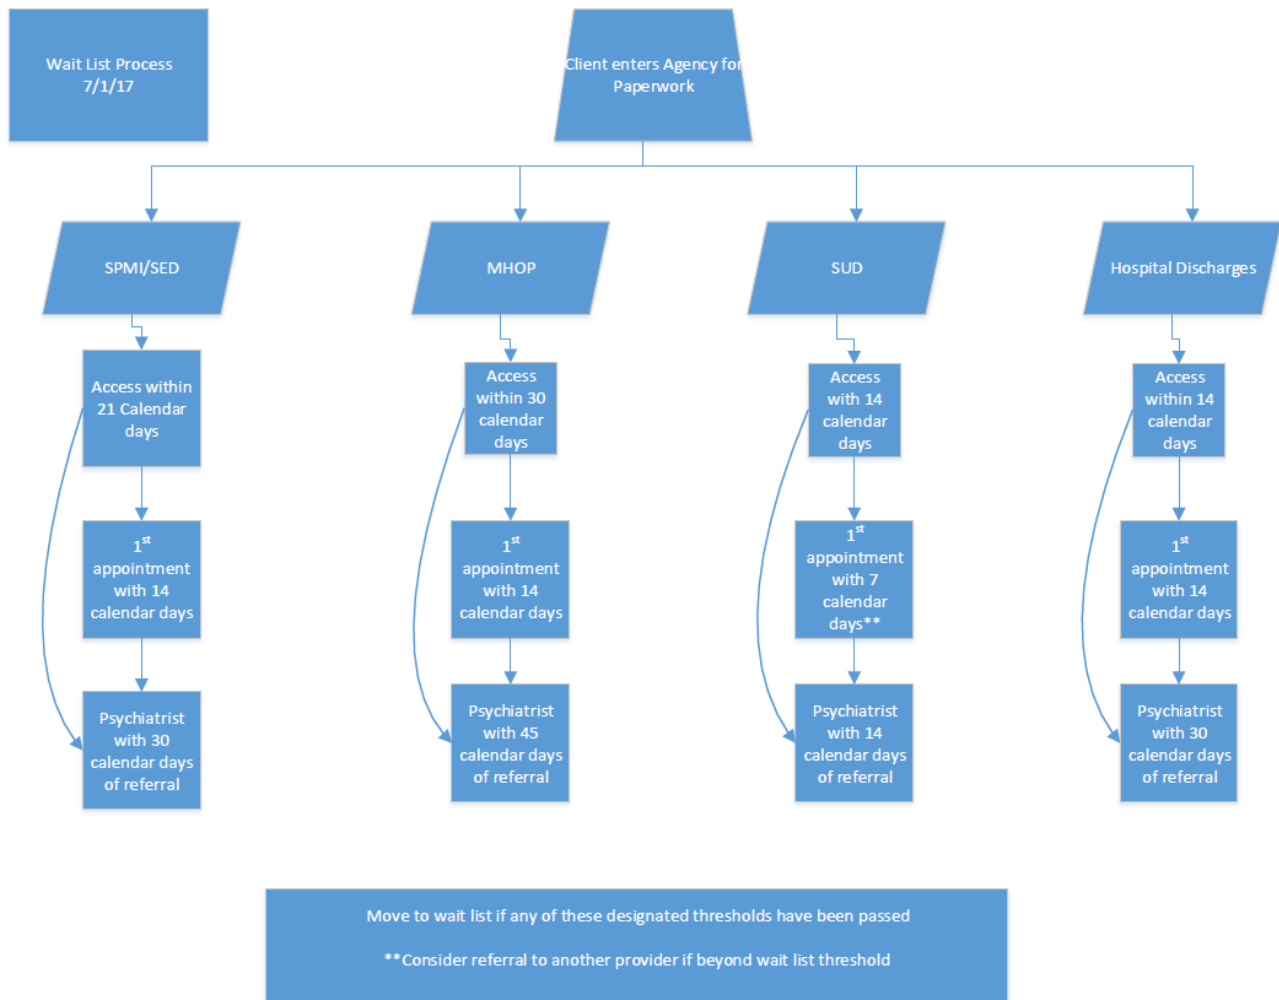 Wait List Process
7/1/17
Client enters Agency for
Paperwork
SPMI/SED
MHOP
SUD
Hospital Discharges
Access within
21 Calendar
days
Access
within 30
calendar
days
Access
with 14
calendar
days
Access
within 14
calendar
days
1st
appointment
with 14
calendar days
1st
appointment
with 14
calendar days
1st
appointment
with 7
calendar
days**
1st
appointment
with 14
calendar days
Psychiatrist
with 30
calendar days
of referral
Psychiatrist
with 45
calendar days
of referral
Psychiatrist
with 14
calendar days
of referral
Psychiatrist
with 30
calendar days
of referral
Move to wait list if any of these designated thresholds have been passed
**Consider referral to another provider if beyond wait list threshold